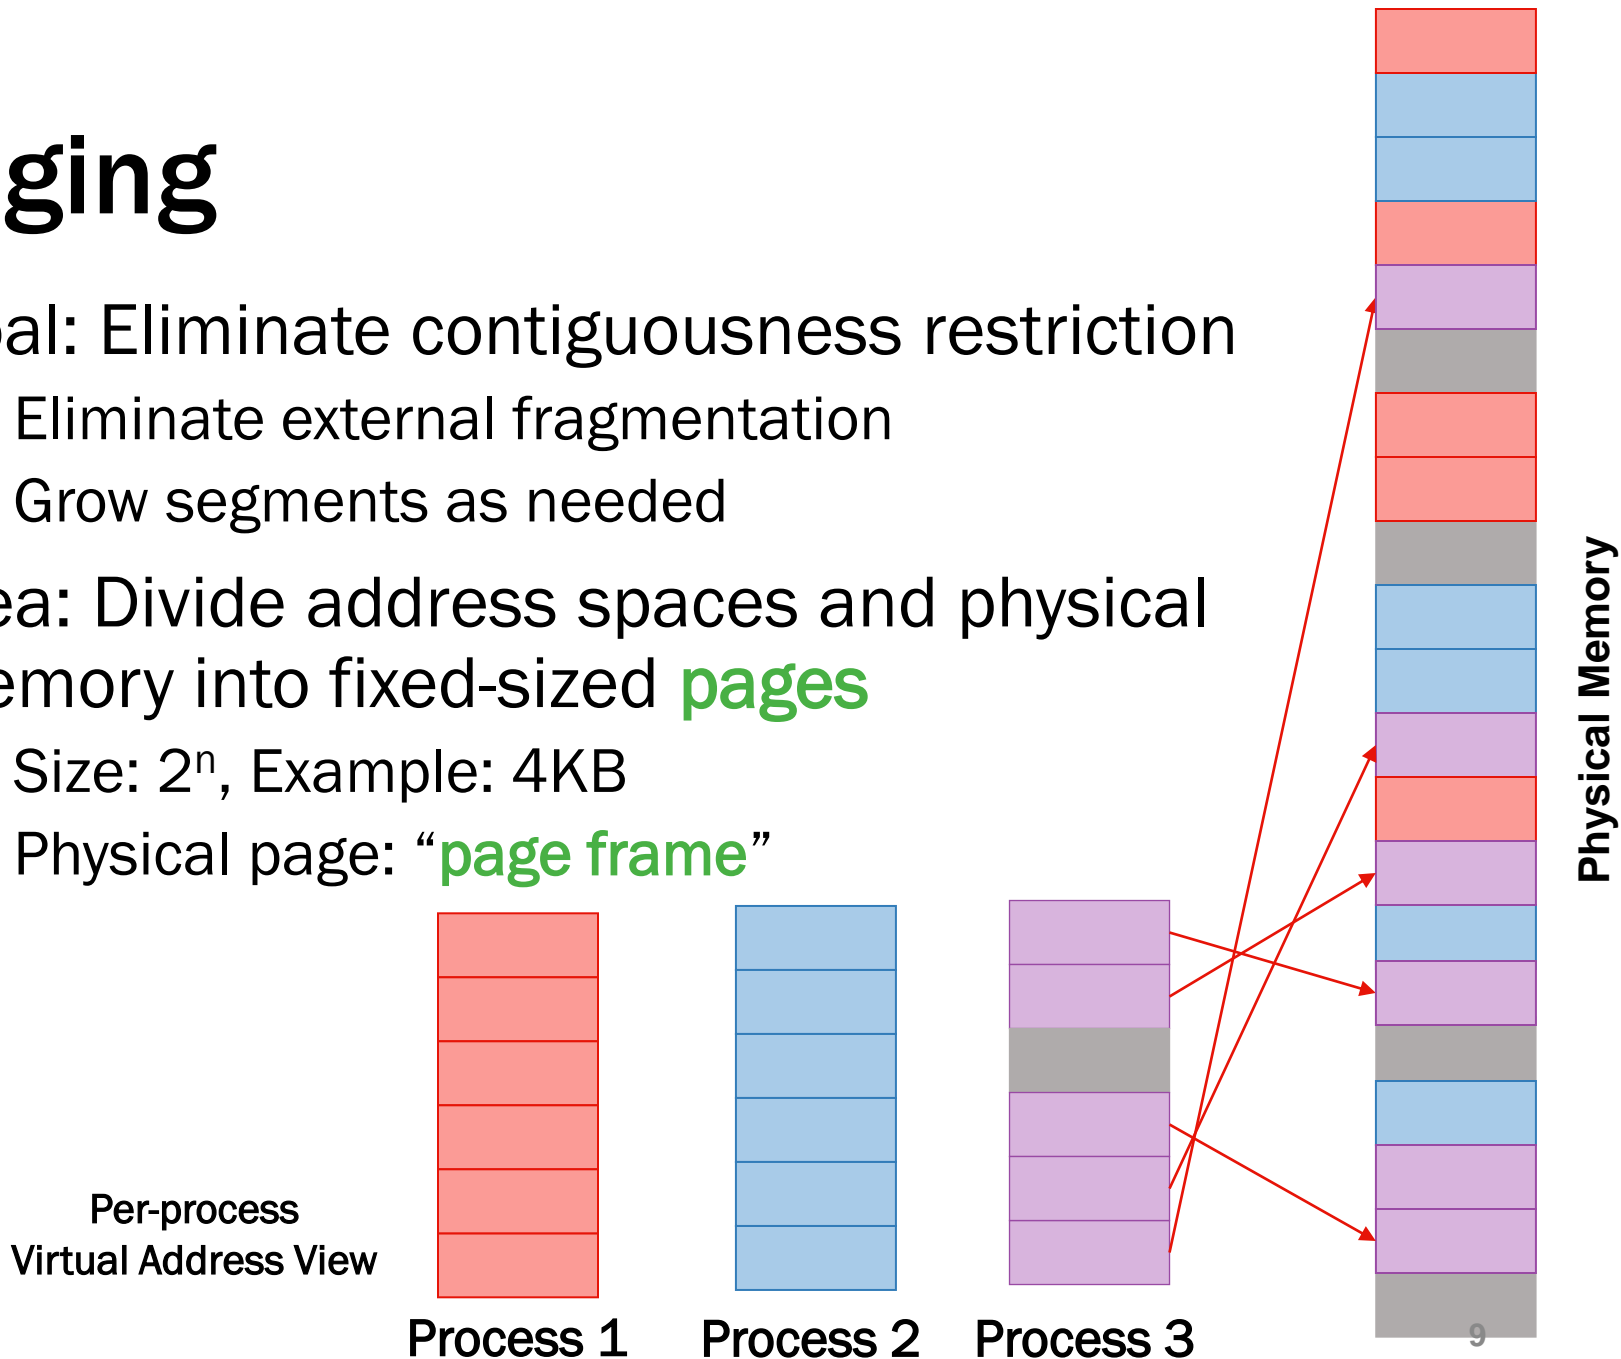 ging
al: Eliminate contiguousness restriction
Eliminate external fragmentation
Grow segments as needed
ea: Divide address spaces and physical
emory into fixed-sized pages
Size: 2ⁿ, Example: 4KB
Physical page: “page frame”
Physical Memory
Per-process
Virtual Address View
Process 1
Process 2
Process 3
9